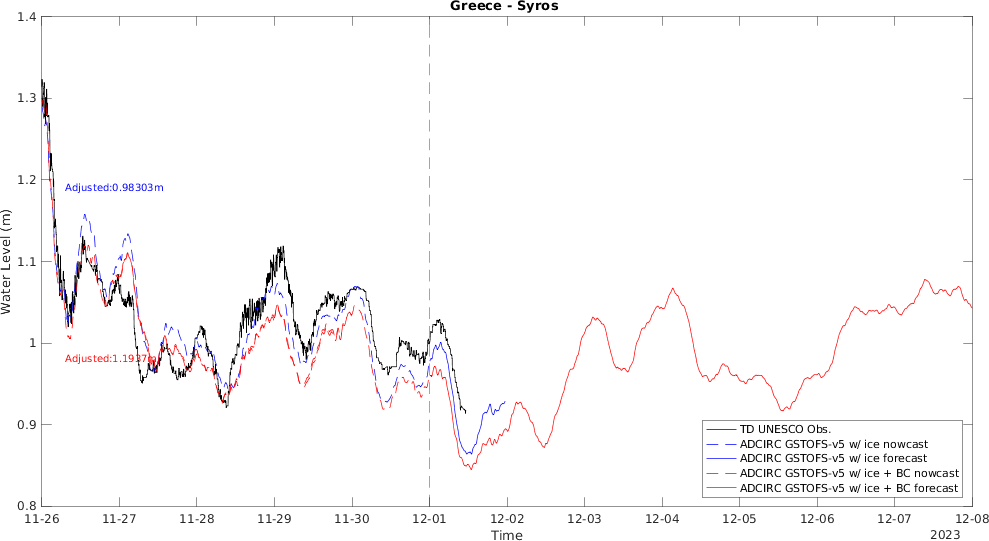 Greece - Syros
1.4
1.3
1.2
1.1
1
0.9
0.8
Water Level (m)
Adjusted:0.98303m
Adjusted:1.1937m
TD UNESCO Obs.
ADCIRC GSTOFS-v5 w/ ice nowcast
ADCIRC GSTOFS-v5 w/ ice forecast
ADCIRC GSTOFS-v5 w/ ice + BC nowcast
ADCIRC GSTOFS-v5 w/ ice + BC forecast
11-26 11-27 11-28 11-29 11-30 12-01 12-02 12-03 12-04 12-05 12-06 12-07 12-08
Time
2023